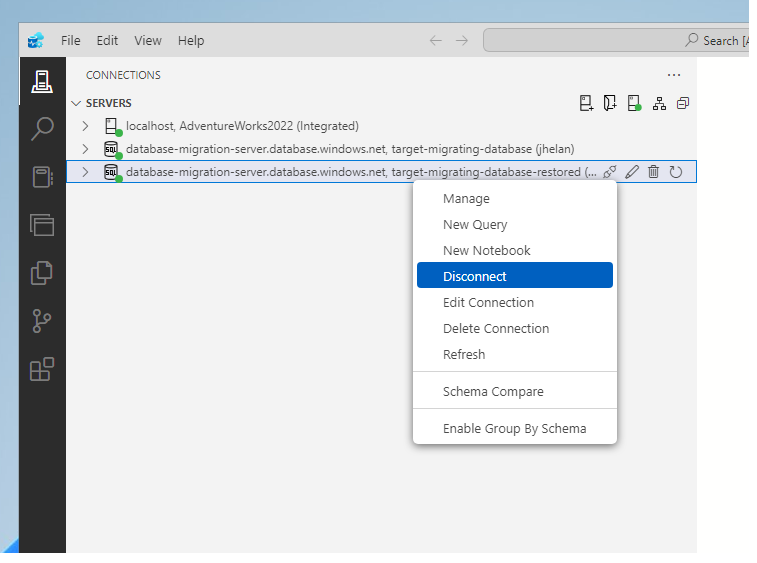 File Edit View Help Search [A
CONNECTIONS
SERVERS
localhost, AdventureWorks2022 (Integrated)
database-migration-server.database.windows.net, target-migrating-database (jhelan)
database-migration-server.database.windows.net, target-migrating-database-restored (...
Manage
New Query
New Notebook
Disconnect
Edit Connection
Delete Connection
Refresh
Schema Compare
Enable Group By Schema